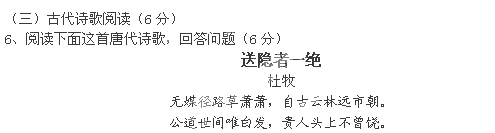 （三）古代诗歌阅读（6 分）
6、阅读下面这首唐代诗歌，回答问题（6 分）
送隐者一绝
杜牧
无媒径路草萧萧，自古云林远市朝。
公道世间唯白发，贵人头上不曾饶。